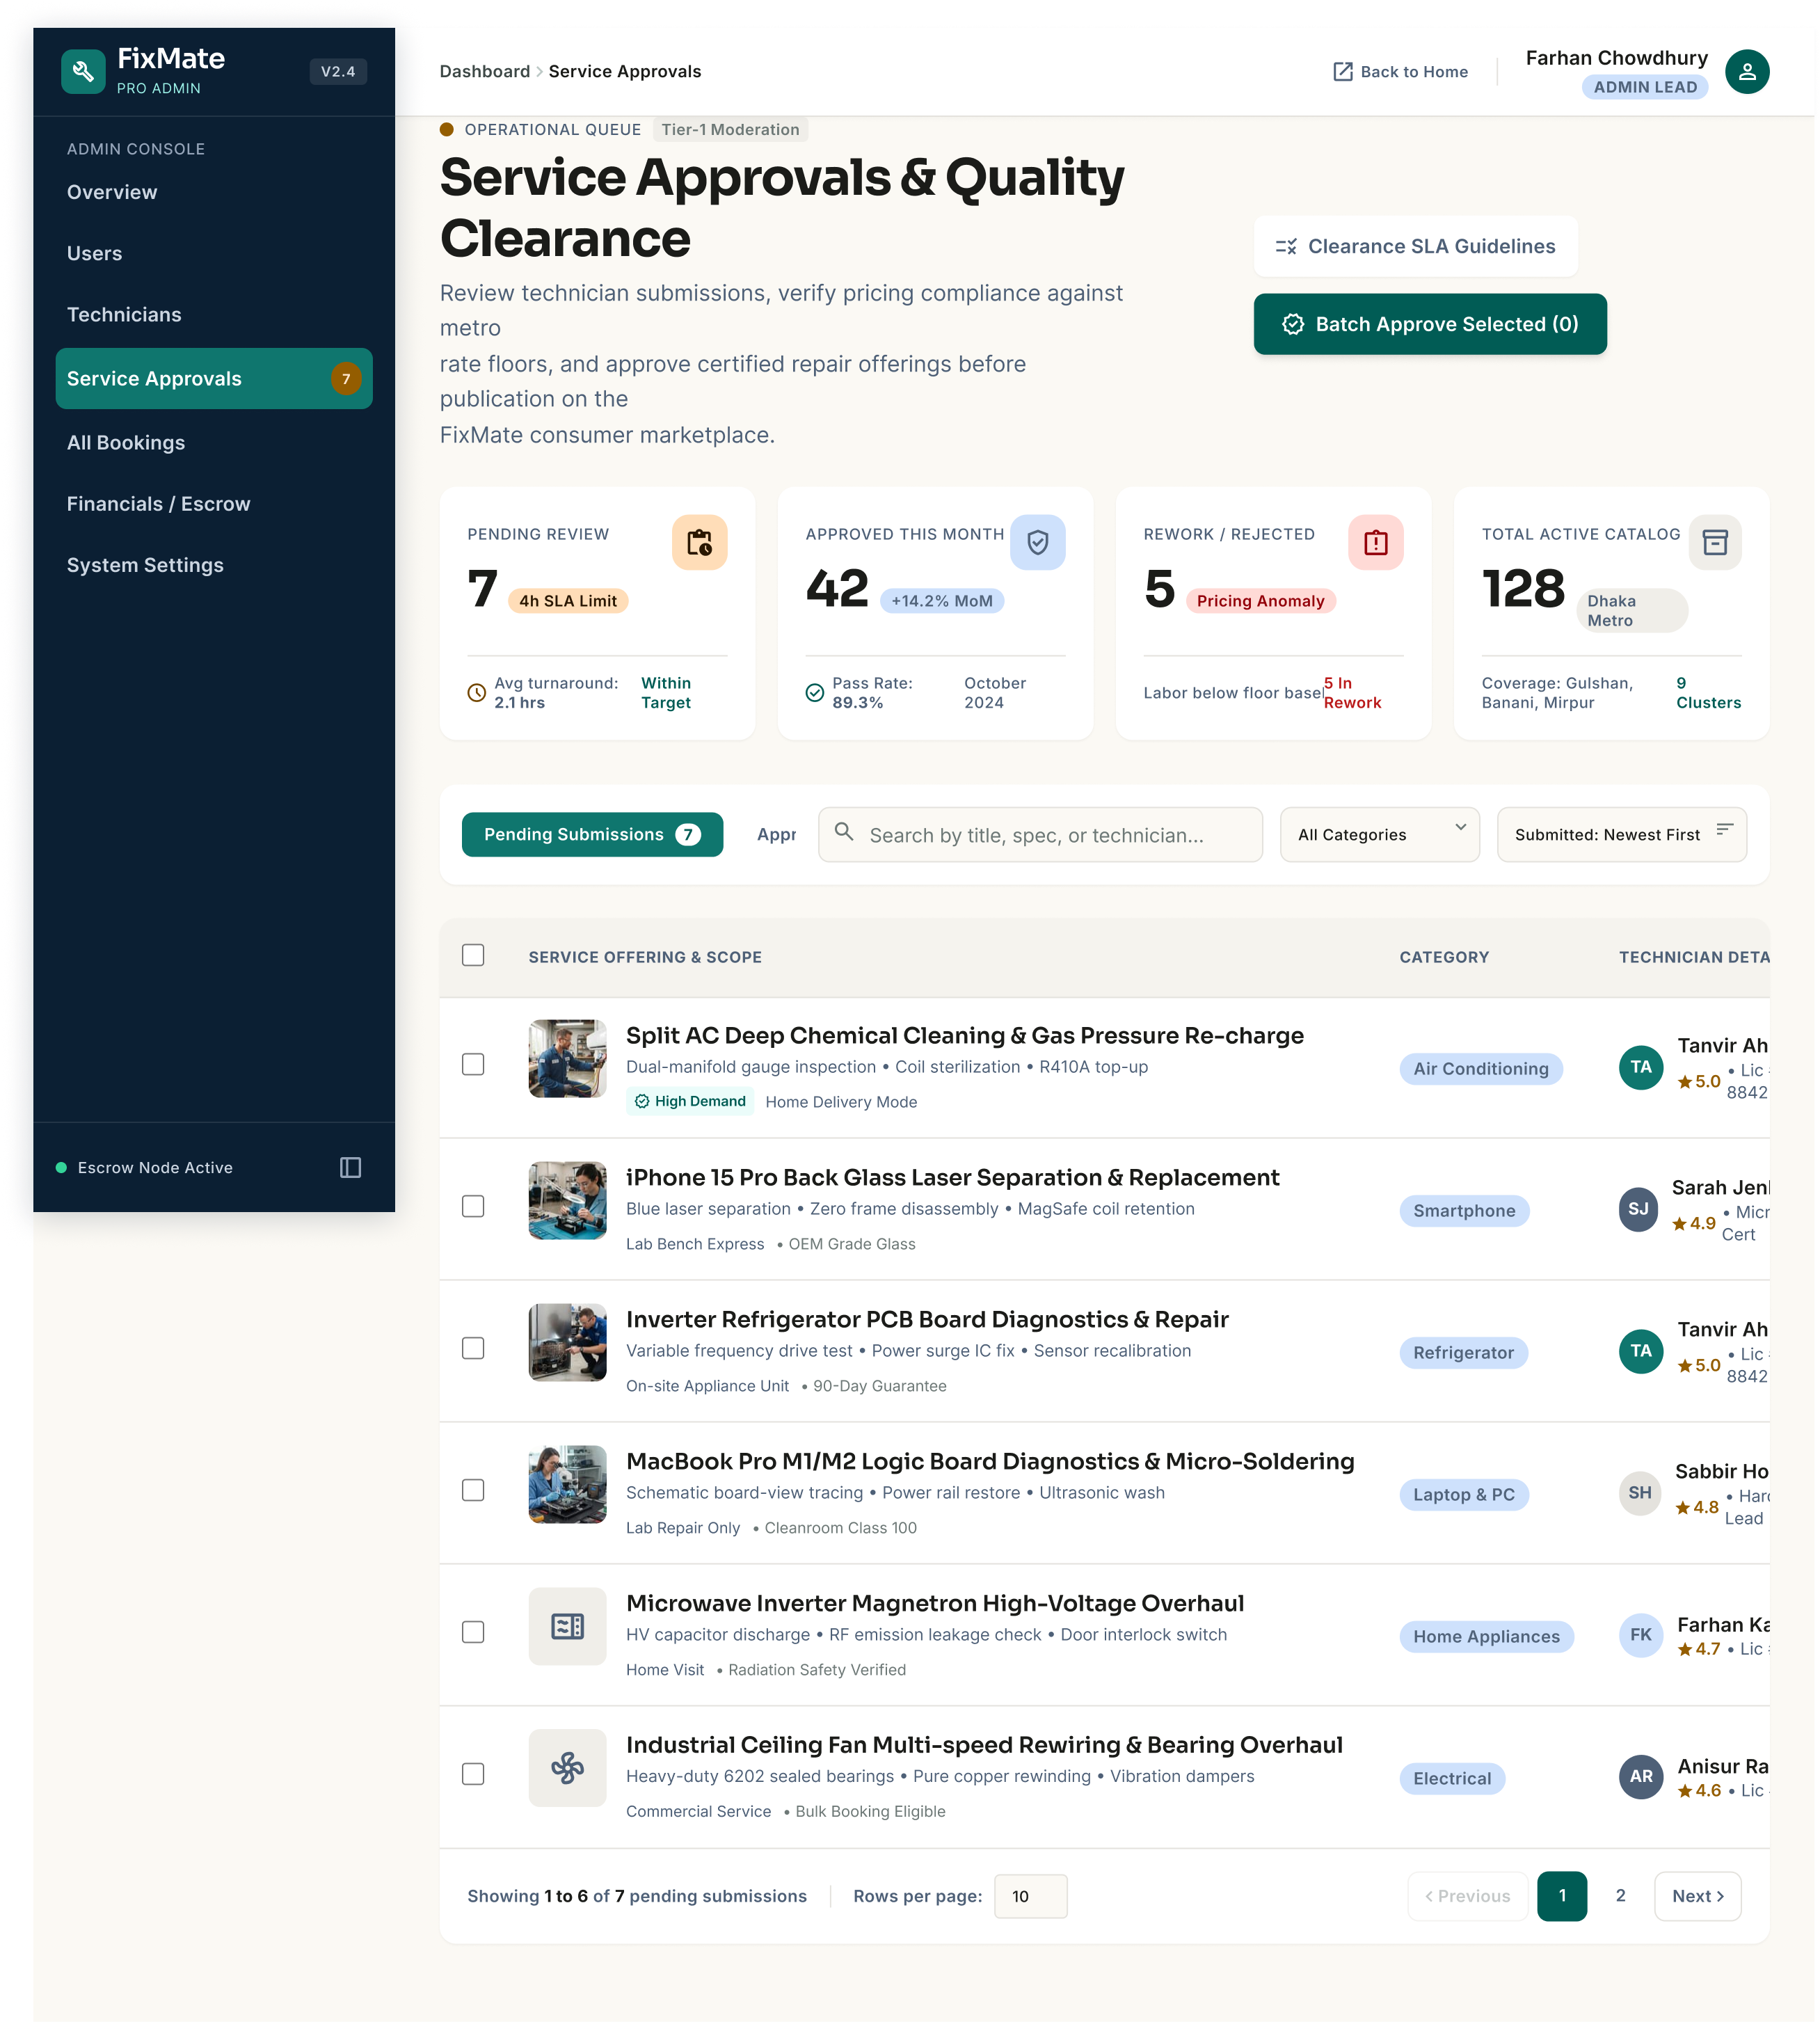 FixMate
PRO ADMIN
V2.4
ADMIN CONSOLE
Overview
Users
Technicians
Service Approvals 7
All Bookings
Financials / Escrow
System Settings
Escrow Node Active
Dashboard > Service Approvals
Back to Home
Farhan Chowdhury
ADMIN LEAD
OPERATIONAL QUEUE Tier-1 Moderation
Service Approvals & Quality
Clearance
Review technician submissions, verify pricing compliance against
metro
rate floors, and approve certified repair offerings before
publication on the
FixMate consumer marketplace.
Clearance SLA Guidelines
Batch Approve Selected (0)
PENDING REVIEW
7 4h SLA Limit
Avg turnaround:
2.1 hrs
Within
Target
APPROVED THIS MONTH
42 +14.2% MoM
Pass Rate:
89.3%
October
2024
REWORK / REJECTED
5 Pricing Anomaly
Labor below floor basel
5 In
Rework
TOTAL ACTIVE CATALOG
128 Dhaka
Metro
Coverage: Gulshan,
Banani, Mirpur
9
Clusters
Pending Submissions 7
Appr
Search by title, spec, or technician...
All Categories
Submitted: Newest First
SERVICE OFFERING & SCOPE CATEGORY TECHNICIAN DETA
Split AC Deep Chemical Cleaning & Gas Pressure Re-charge
Dual-manifold gauge inspection • Coil sterilization • R410A top-up
High Demand Home Delivery Mode
Air Conditioning
TA
Tanvir Ah
★ 5.0 • Lic
8842
iPhone 15 Pro Back Glass Laser Separation & Replacement
Blue laser separation • Zero frame disassembly • MagSafe coil retention
Lab Bench Express • OEM Grade Glass
Smartphone
SJ
Sarah Jen
★ 4.9 • Micr
Cert
Inverter Refrigerator PCB Board Diagnostics & Repair
Variable frequency drive test • Power surge IC fix • Sensor recalibration
On-site Appliance Unit • 90-Day Guarantee
Refrigerator
TA
Tanvir Ah
★ 5.0 • Lic
8842
MacBook Pro M1/M2 Logic Board Diagnostics & Micro-Soldering
Schematic board-view tracing • Power rail restore • Ultrasonic wash
Lab Repair Only • Cleanroom Class 100
Laptop & PC
SH
Sabbir Ho
★ 4.8 • Hard
Lead
Microwave Inverter Magnetron High-Voltage Overhaul
HV capacitor discharge • RF emission leakage check • Door interlock switch
Home Visit • Radiation Safety Verified
Home Appliances
FK
Farhan Ka
★ 4.7 • Lic
Industrial Ceiling Fan Multi-speed Rewiring & Bearing Overhaul
Heavy-duty 6202 sealed bearings • Pure copper rewinding • Vibration dampers
Commercial Service • Bulk Booking Eligible
Electrical
AR
Anisur Ra
★ 4.6 • Lic
Showing 1 to 6 of 7 pending submissions
Rows per page: 10
< Previous 1 2 Next >